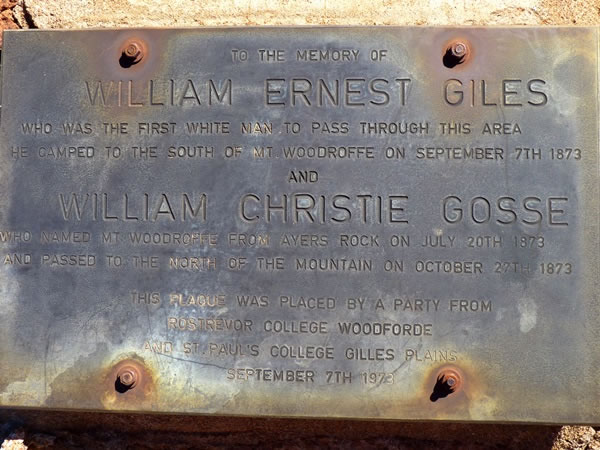 TO THE MEMORY OF
WILLIAM ERNEST GILES
WHO WAS THE FIRST WHITE MAN TO PASS THROUGH THIS AREA
HE CAMPED TO THE SOUTH OF MT. WOODROFFE ON SEPTEMBER 7TH 1873
AND
WILLIAM CHRISTIE GOSSE
WHO NAMED MT. WOODROFFE FROM AYERS ROCK ON JULY 20TH 1873
AND PASSED TO THE NORTH OF THE MOUNTAIN ON OCTOBER 27TH 1873
THIS PLAQUE WAS PLACED BY A PARTY FROM
ROSTREVOR COLLEGE WOODFORDE
AND ST. PAUL'S COLLEGE GILLES PLAINS
SEPTEMBER 7TH 1973